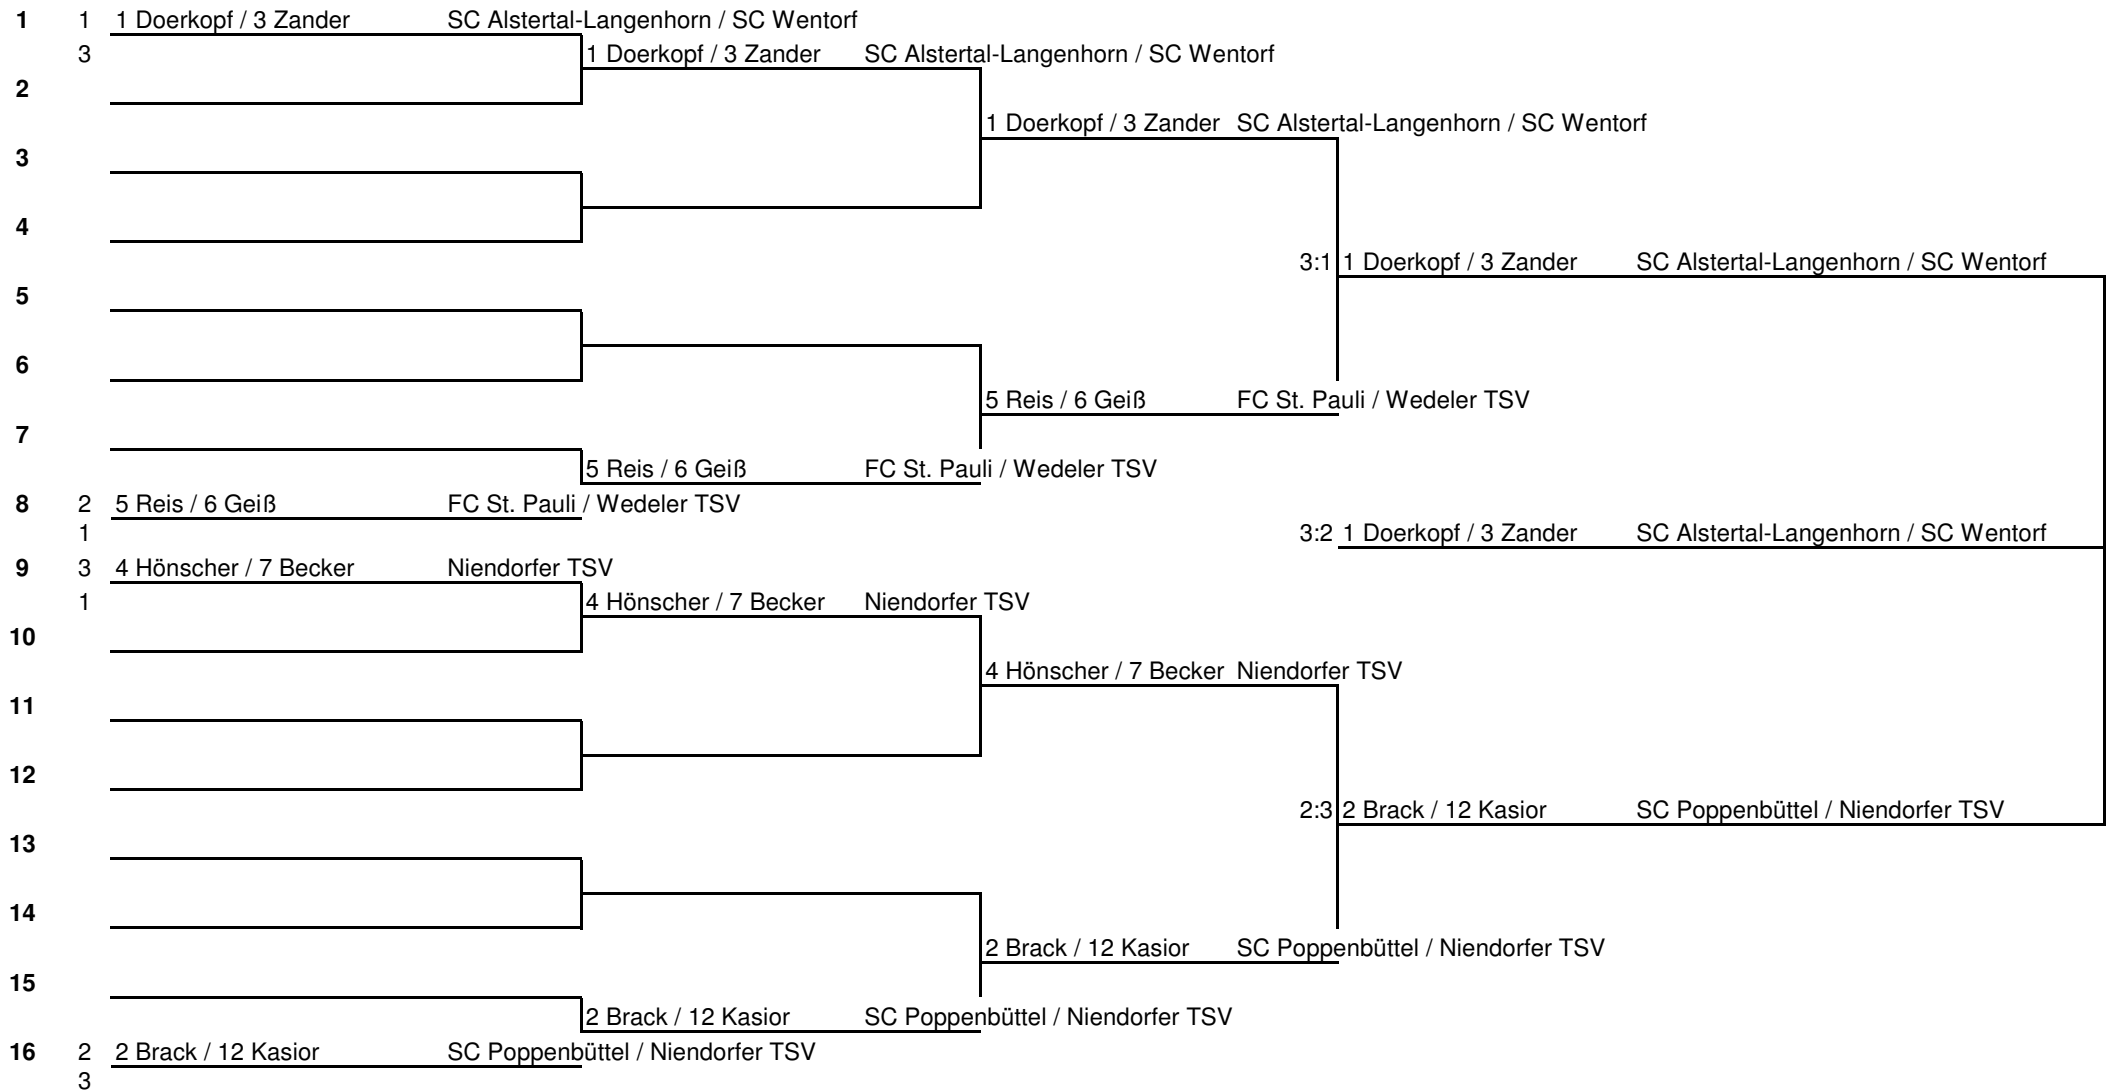 1 1 1 Doerkopf / 3 Zander SC Alstertal-Langenhorn / SC Wentorf
3 1 Doerkopf / 3 Zander SC Alstertal-Langenhorn / SC Wentorf
2
1 Doerkopf / 3 Zander SC Alstertal-Langenhorn / SC Wentorf
3
4
3:1 1 Doerkopf / 3 Zander SC Alstertal-Langenhorn / SC Wentorf
5
6
5 Reis / 6 Geiß FC St. Pauli / Wedeler TSV
7
5 Reis / 6 Geiß FC St. Pauli / Wedeler TSV
8 2 5 Reis / 6 Geiß FC St. Pauli / Wedeler TSV
1 3:2 1 Doerkopf / 3 Zander SC Alstertal-Langenhorn / SC Wentorf
9 3 4 Hönscher / 7 Becker Niendorfer TSV
1 4 Hönscher / 7 Becker Niendorfer TSV
10
4 Hönscher / 7 Becker Niendorfer TSV
11
12
2:3 2 Brack / 12 Kasior SC Poppenbüttel / Niendorfer TSV
13
14
2 Brack / 12 Kasior SC Poppenbüttel / Niendorfer TSV
15
2 Brack / 12 Kasior SC Poppenbüttel / Niendorfer TSV
16 2 2 Brack / 12 Kasior SC Poppenbüttel / Niendorfer TSV
3